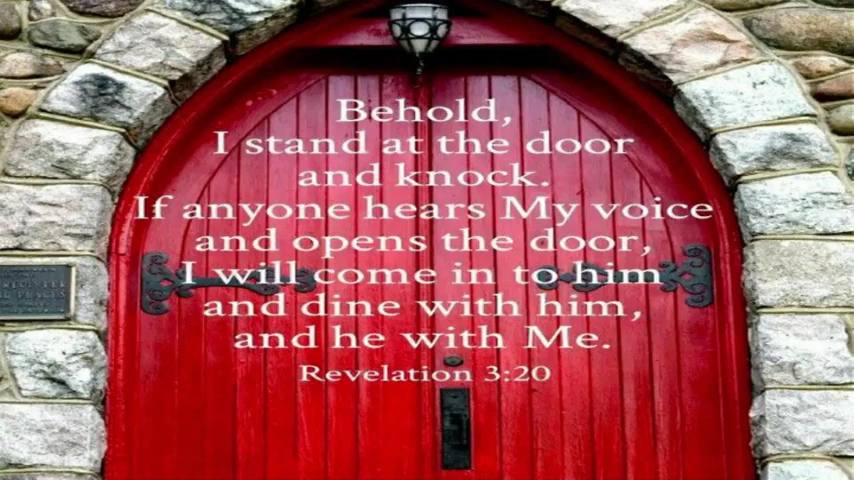 Behold,
I stand at the door
and knock.
If anyone hears My voice
and opens the door,
I will come in to him
and dine with him,
and he with Me.
Revelation 3:20